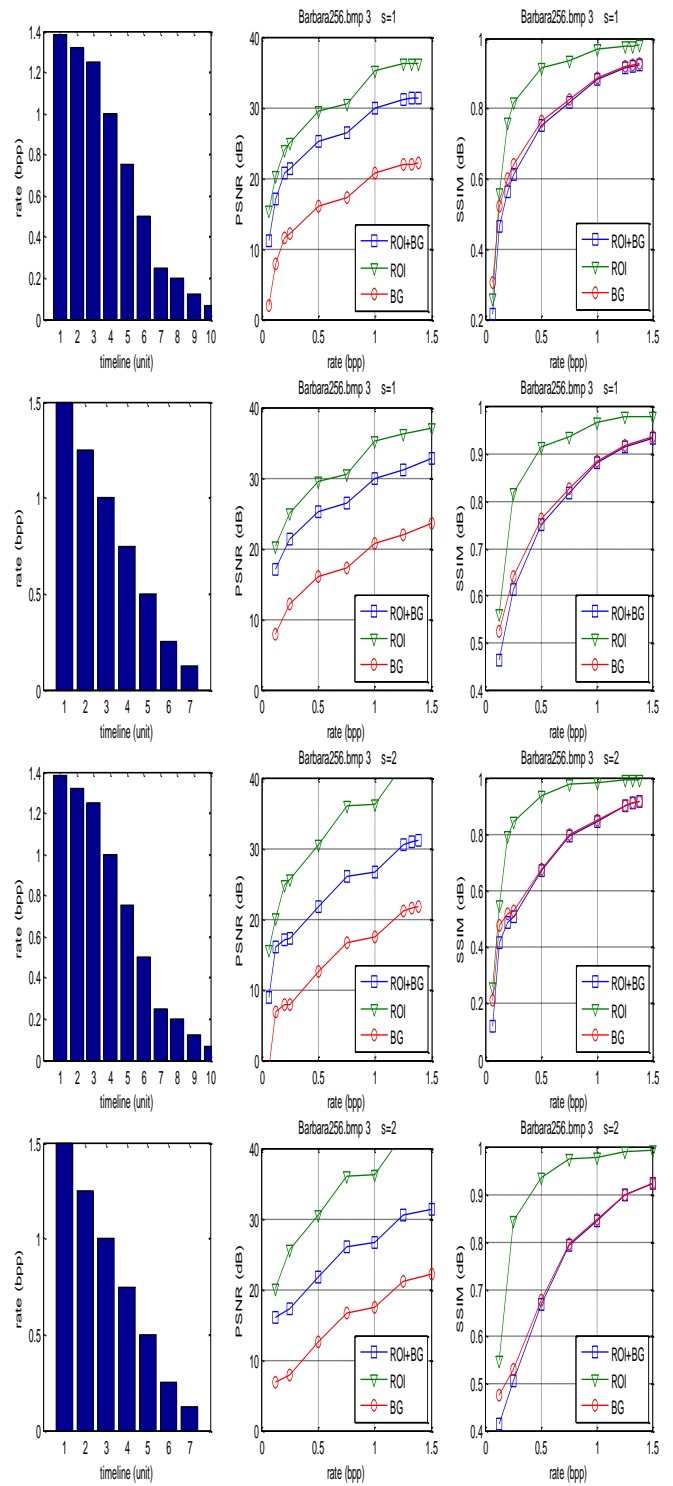 Barbara256.bmp 3 s=1
Barbara256.bmp 3 s=1
rate (bpp)
1.4
1.2
1
0.8
0.6
0.4
0.2
0
1 2 3 4 5 6 7 8 9 10
timeline (unit)
PSNR (dB)
40
30
20
10
0
ROI+BG
ROI
BG
0 0.5 1 1.5
rate (bpp)
SSIM (dB)
1
0.8
0.6
0.4
0.2
ROI+BG
ROI
BG
0 0.5 1 1.5
rate (bpp)
Barbara256.bmp 3 s=1
Barbara256.bmp 3 s=1
rate (bpp)
1.5
1
0.5
0
1 2 3 4 5 6 7
timeline (unit)
PSNR (dB)
40
30
20
10
0
ROI+BG
ROI
BG
0 0.5 1 1.5
rate (bpp)
SSIM (dB)
1
0.9
0.8
0.7
0.6
0.5
0.4
ROI+BG
ROI
BG
0 0.5 1 1.5
rate (bpp)
Barbara256.bmp 3 s=2
Barbara256.bmp 3 s=2
rate (bpp)
1.4
1.2
1
0.8
0.6
0.4
0.2
0
1 2 3 4 5 6 7 8 9 10
timeline (unit)
PSNR (dB)
40
30
20
10
0
ROI+BG
ROI
BG
0 0.5 1 1.5
rate (bpp)
SSIM (dB)
1
0.8
0.6
0.4
0.2
0
ROI+BG
ROI
BG
0 0.5 1 1.5
rate (bpp)
Barbara256.bmp 3 s=2
Barbara256.bmp 3 s=2
rate (bpp)
1.5
1
0.5
0
1 2 3 4 5 6 7
timeline (unit)
PSNR (dB)
40
30
20
10
0
ROI+BG
ROI
BG
0 0.5 1 1.5
rate (bpp)
SSIM (dB)
1
0.9
0.8
0.7
0.6
0.5
0.4
ROI+BG
ROI
BG
0 0.5 1 1.5
rate (bpp)